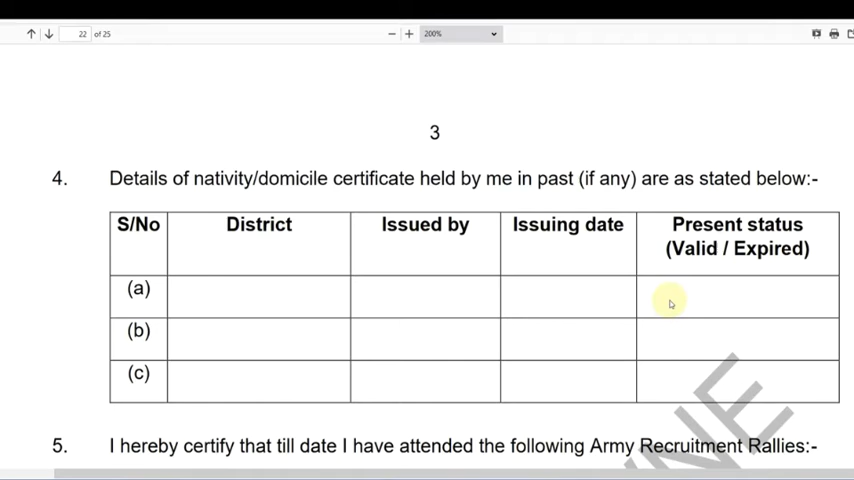 22 of 25 200%
3
4. Details of nativity/domicile certificate held by me in past (if any) are as stated below:-
S/No District Issued by Issuing date Present status
(Valid / Expired)
(a)
(b)
(c)
5. I hereby certify that till date I have attended the following Army Recruitment Rallies:-